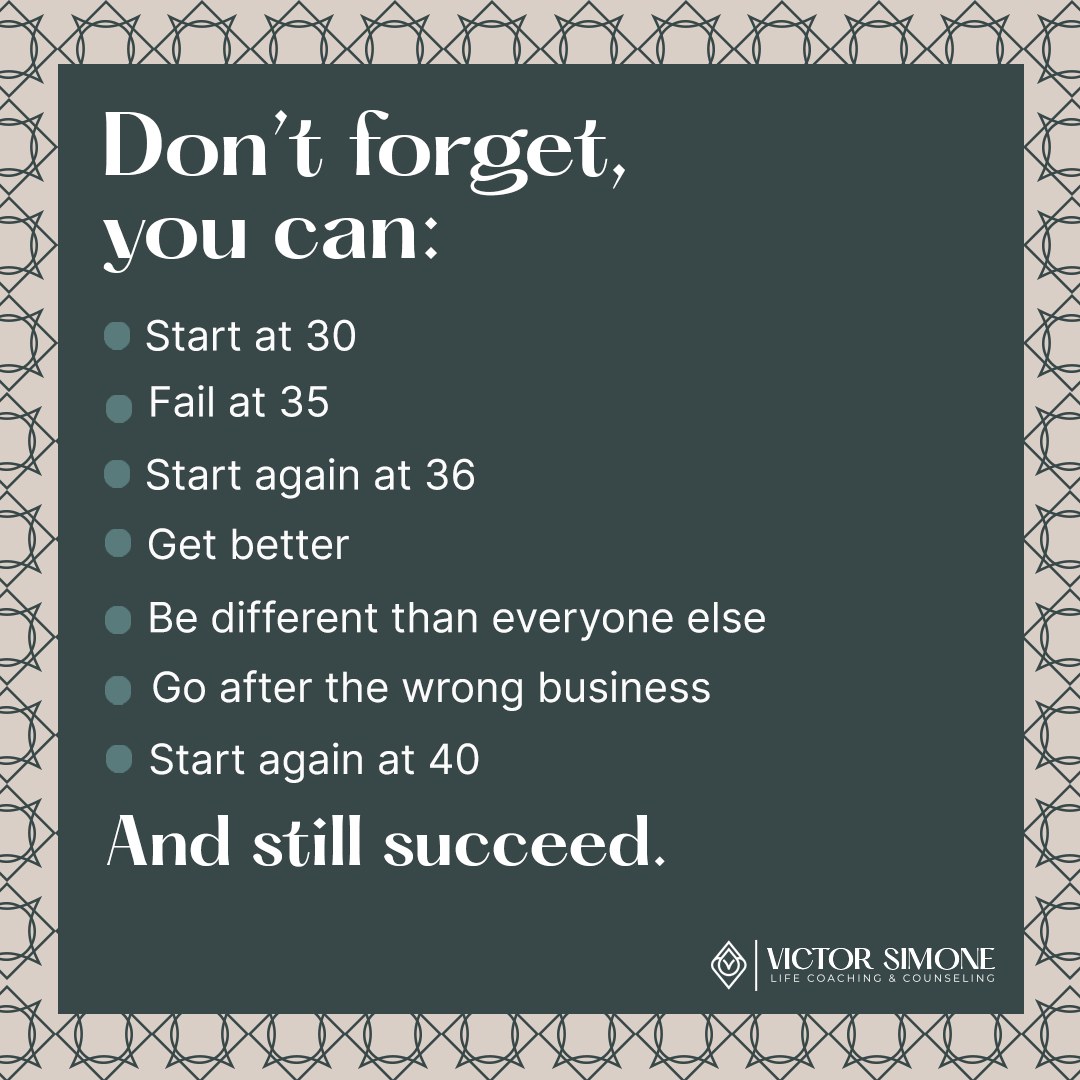 Don't forget,
you can:
Start at 30
Fail at 35
Start again at 36
Get better
Be different than everyone else
Go after the wrong business
Start again at 40
And still succeed.
VICTOR SIMONE
LIFE COACHING & COUNSELING